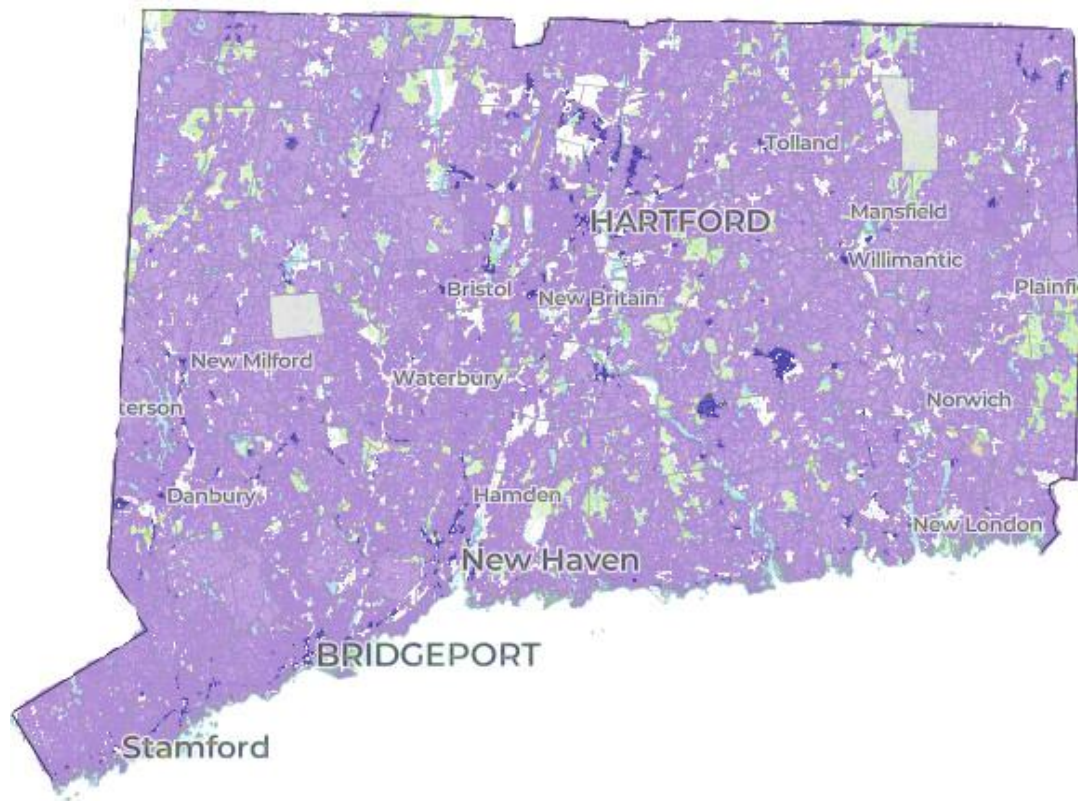 Tolland
HARTFORD
Mansfield
Willimantic
Bristol
New Britain
Plainfi
New Milford
Waterbury
Norwich
terson
Danbury
Hamden
New London
New Haven
BRIDGEPORT
Stamford